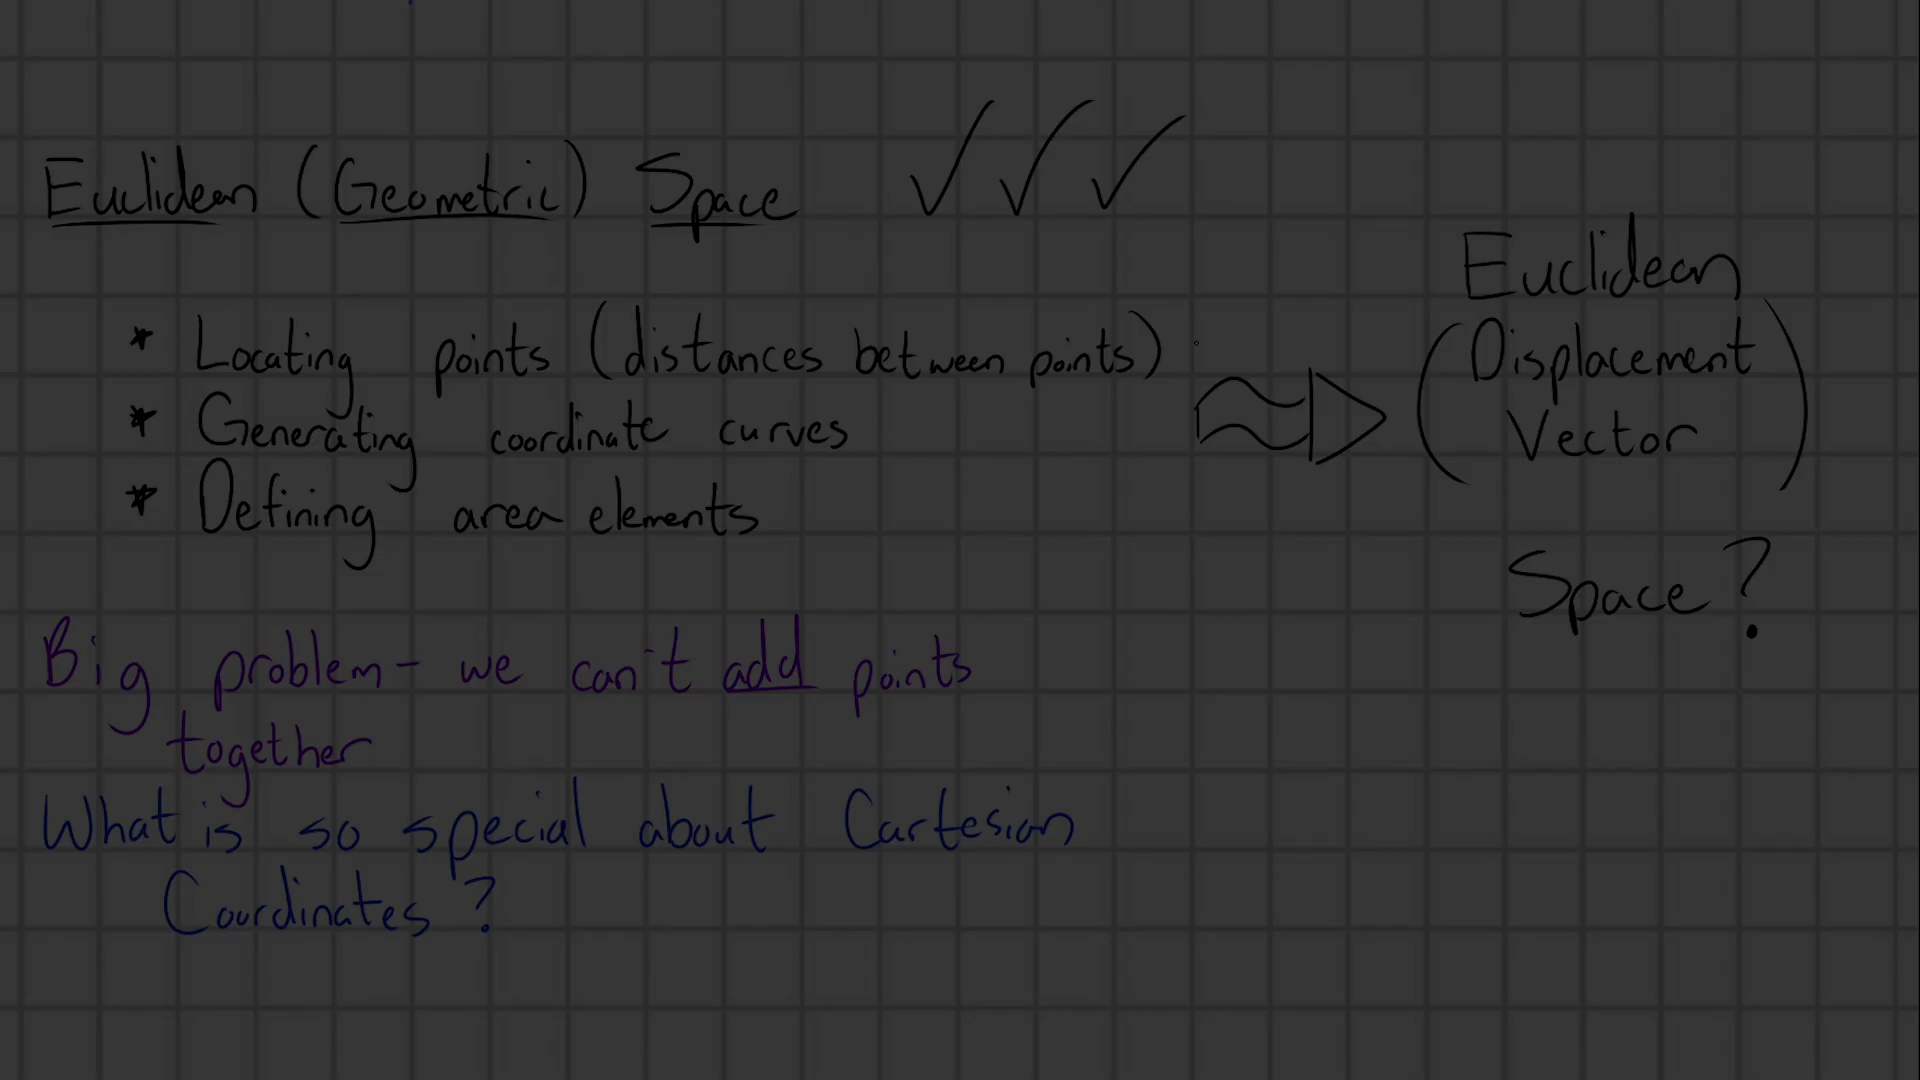 Euclidean (Geometric) Space ✓✓✓
* Locating points (distances between points)
* Generating coordinate curves
* Defining area elements
Euclidean
(Displacement
Vector)
Space?
Big problem - we can't add points
together
What is so special about Cartesian
Coordinates?